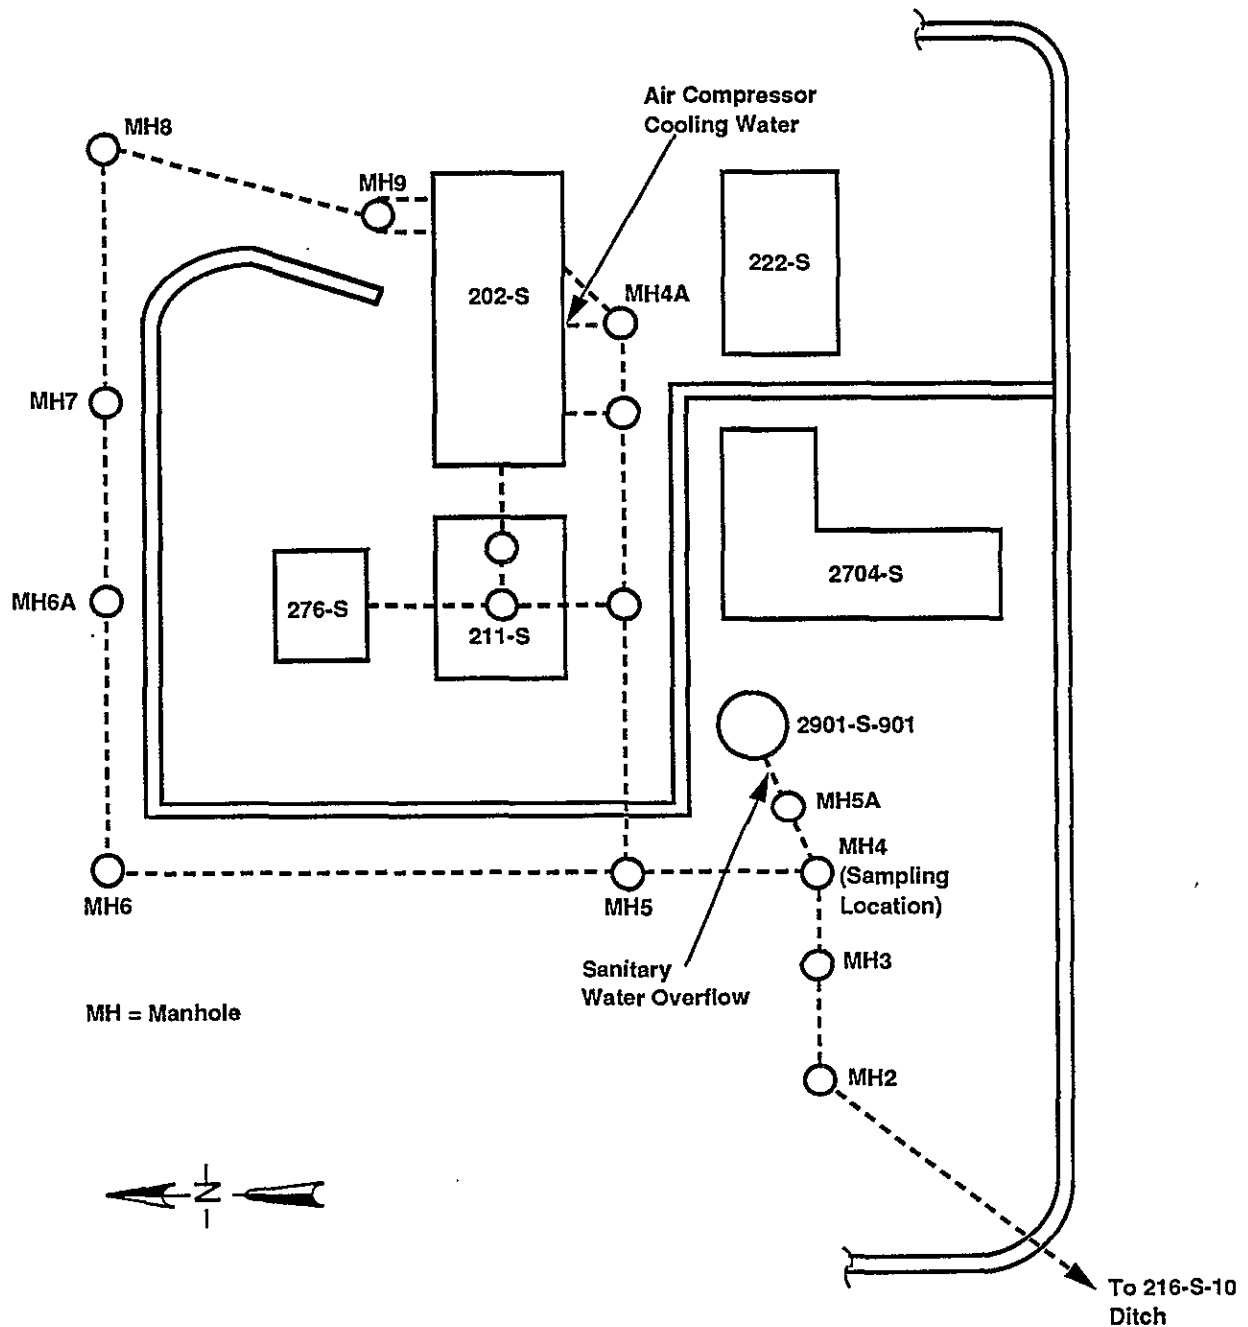 Air Compressor
Cooling Water
MH8
MH9
222-S
202-S
MH4A
MH7
2704-S
MH6A
276-S
211-S
2901-S-901
MH5A
MH4
(Sampling
Location)
MH6
MH5
MH3
Sanitary
Water Overflow
MH = Manhole
MH2
N
To 216-S-10
Ditch